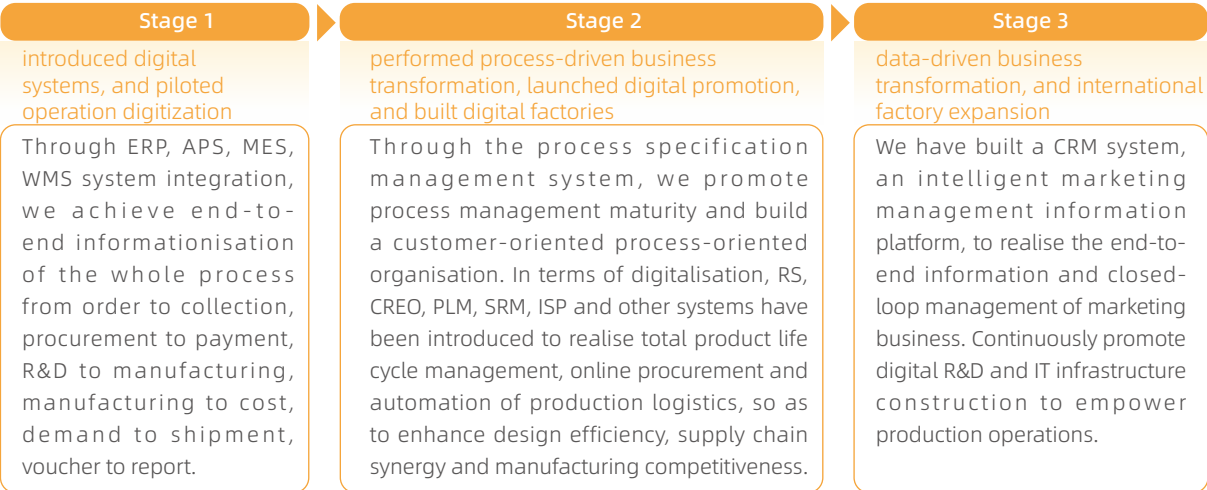 Stage 1
introduced digital
systems, and piloted
operation digitization
Through ERP, APS, MES,
WMS system integration,
we achieve end-to-
end informationisation
of the whole process
from order to collection,
procurement to payment,
R&D to manufacturing,
manufacturing to cost,
demand to shipment,
voucher to report.
Stage 2
performed process-driven business
transformation, launched digital promotion,
and built digital factories
Through the process specification
management system, we promote
process management maturity and build
a customer-oriented process-oriented
organisation. In terms of digitalisation, RS,
CREO, PLM, SRM, ISP and other systems have
been introduced to realise total product life
cycle management, online procurement and
automation of production logistics, so as
to enhance design efficiency, supply chain
synergy and manufacturing competitiveness.
Stage 3
data-driven business
transformation, and international
factory expansion
We have built a CRM system,
an intelligent marketing
management information
platform, to realise the end-to-
end information and closed-
loop management of marketing
business. Continuously promote
digital R&D and IT infrastructure
construction to empower
production operations.